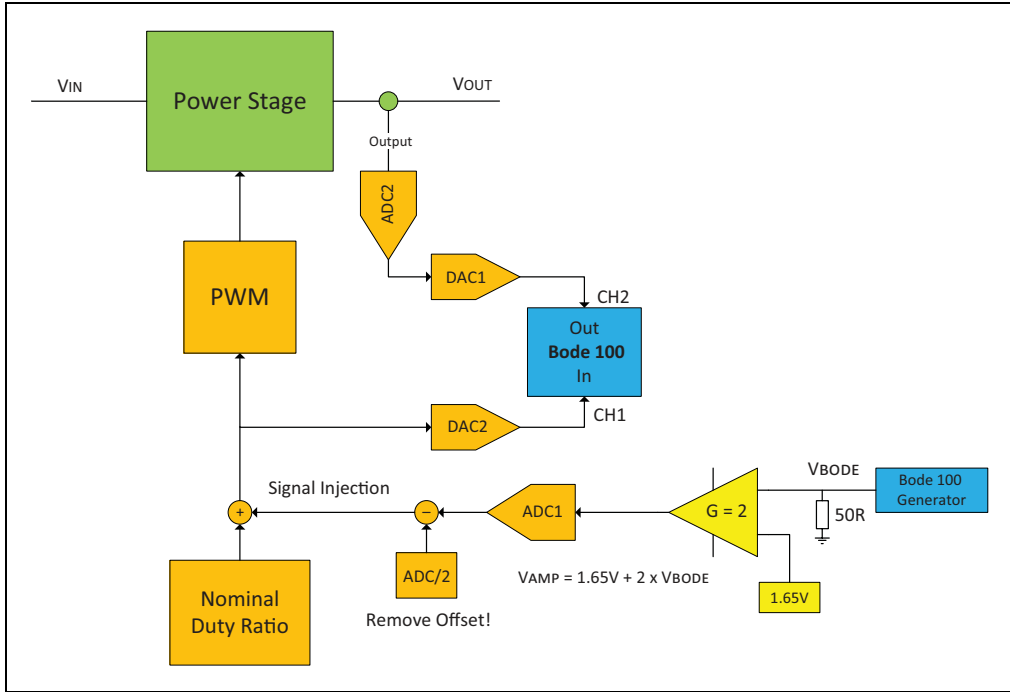 VIN
Power Stage
VOUT
Output
ADC2
DAC1
CH2
PWM
Out
Bode 100
In
CH1
DAC2
Signal Injection
VBODE
Bode 100
Generator
+
−
ADC1
G = 2
50R
ADC/2
VAMP = 1.65V + 2 x VBODE
1.65V
Nominal
Duty Ratio
Remove Offset!